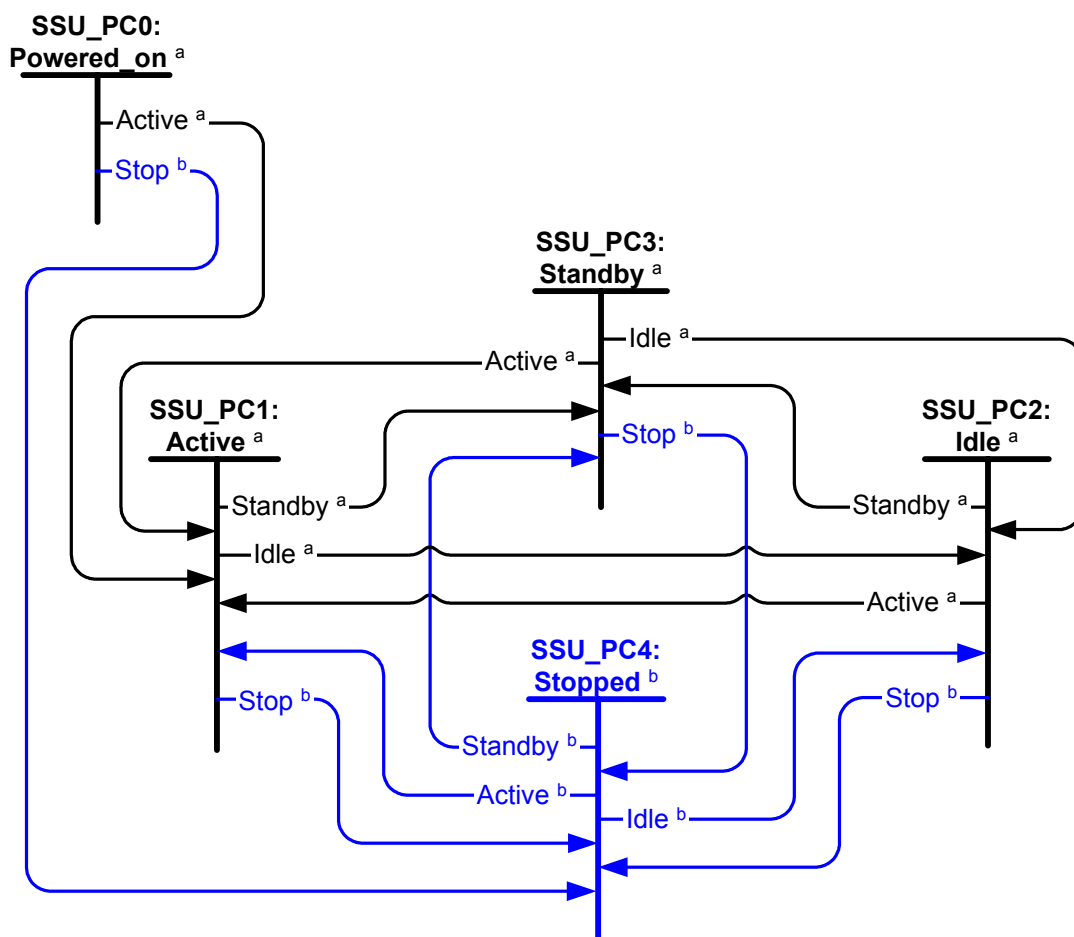 SSU_PC0:
Powered_on a
Active a
Stop b
SSU_PC3:
Standby a
Idle a
Active a
SSU_PC1:
Active a
SSU_PC2:
Idle a
Stop b
Standby a
Standby a
Idle a
Active a
SSU_PC4:
Stopped b
Stop b
Stop b
Standby b
Active b
Idle b